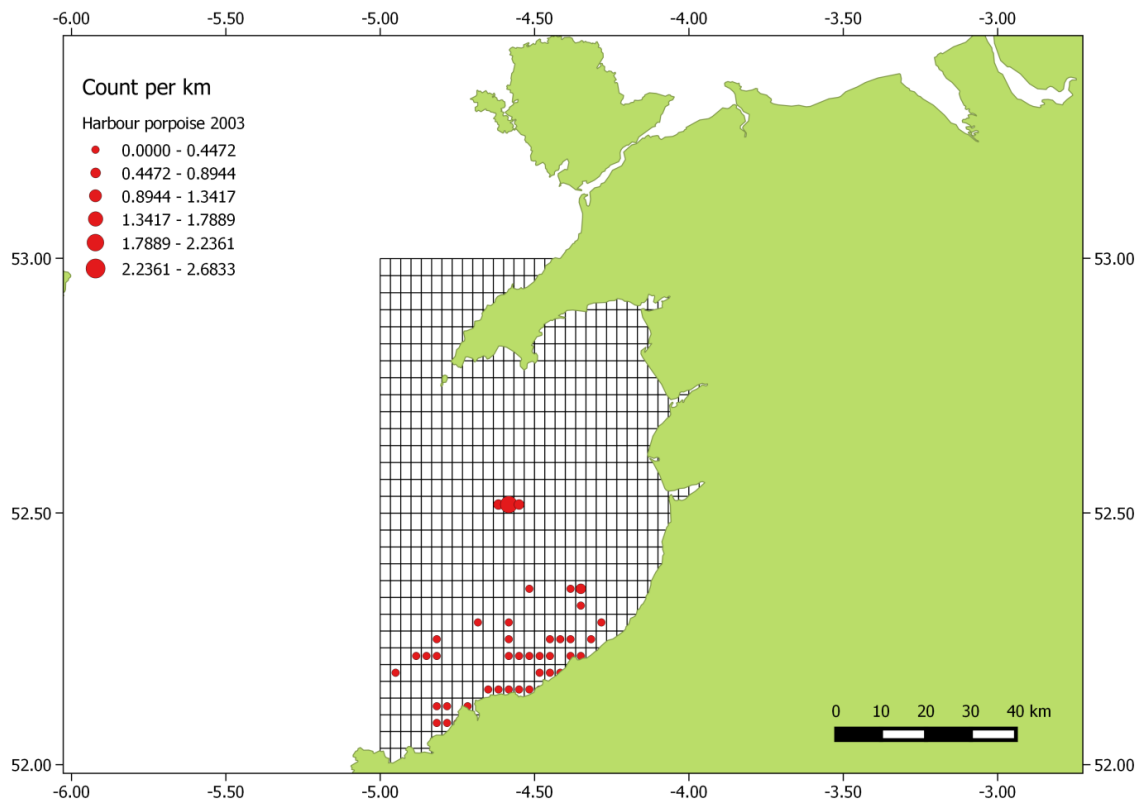 -6.00 -5.50 -5.00 -4.50 -4.00 -3.50 -3.00
Count per km
Harbour porpoise 2003
0.0000 - 0.4472
0.4472 - 0.8944
0.8944 - 1.3417
1.3417 - 1.7889
1.7889 - 2.2361
2.2361 - 2.6833
53.00 53.00
52.50 52.50
0 10 20 30 40 km
52.00 52.00
-6.00 -5.50 -5.00 -4.50 -4.00 -3.50 -3.00